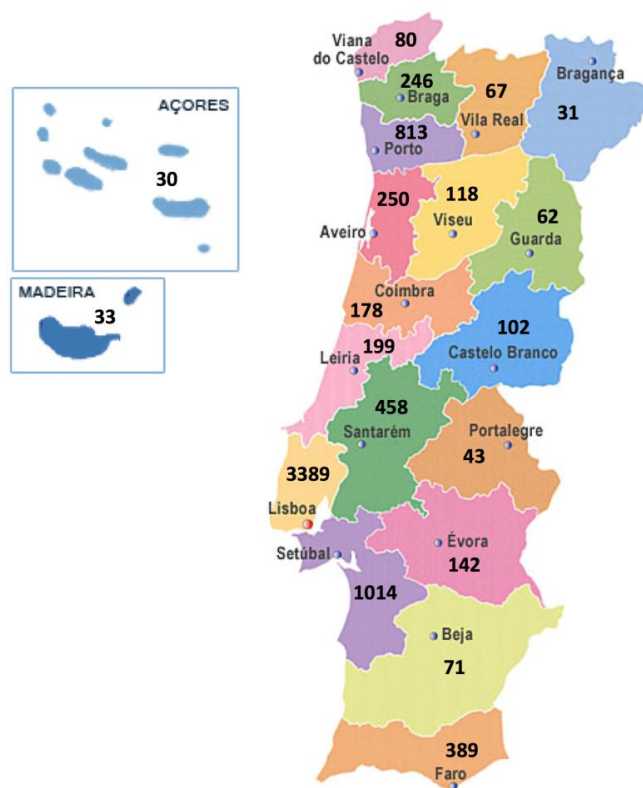 80
Viana
do Castelo
246
Braga
67
Vila Real
Bragança
31
813
Porto
AÇORES
30
250
Aveiro
118
Viseu
62
Guarda
MADEIRA
33
Coimbra
178
102
Castelo Branco
199
Leiria
458
Santarém
Portalegre
43
3389
Lisboa
Setúbal
1014
Évora
142
Beja
71
389
Faro